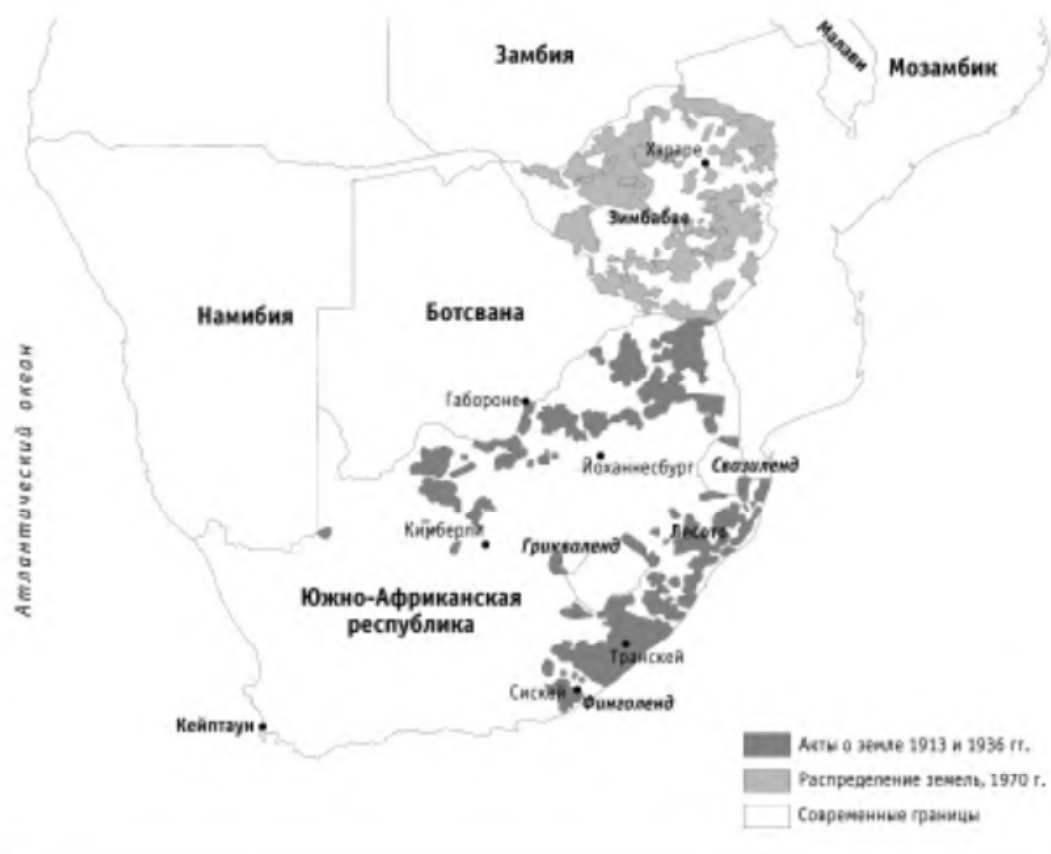 Замбия
Малави
Мозамбик
Хараре
Зимбабве
Намибия
Ботсвана
Атлантический океан
Габороне
Йоханнесбург
Свазиленд
Кимберли
Грикваленд
Лесото
Южно-Африканская
республика
Транскей
Сискей
Финголенд
Кейптаун
Акты о земле 1913 и 1936 гг.
Распределение земель, 1970 г.
Современные границы